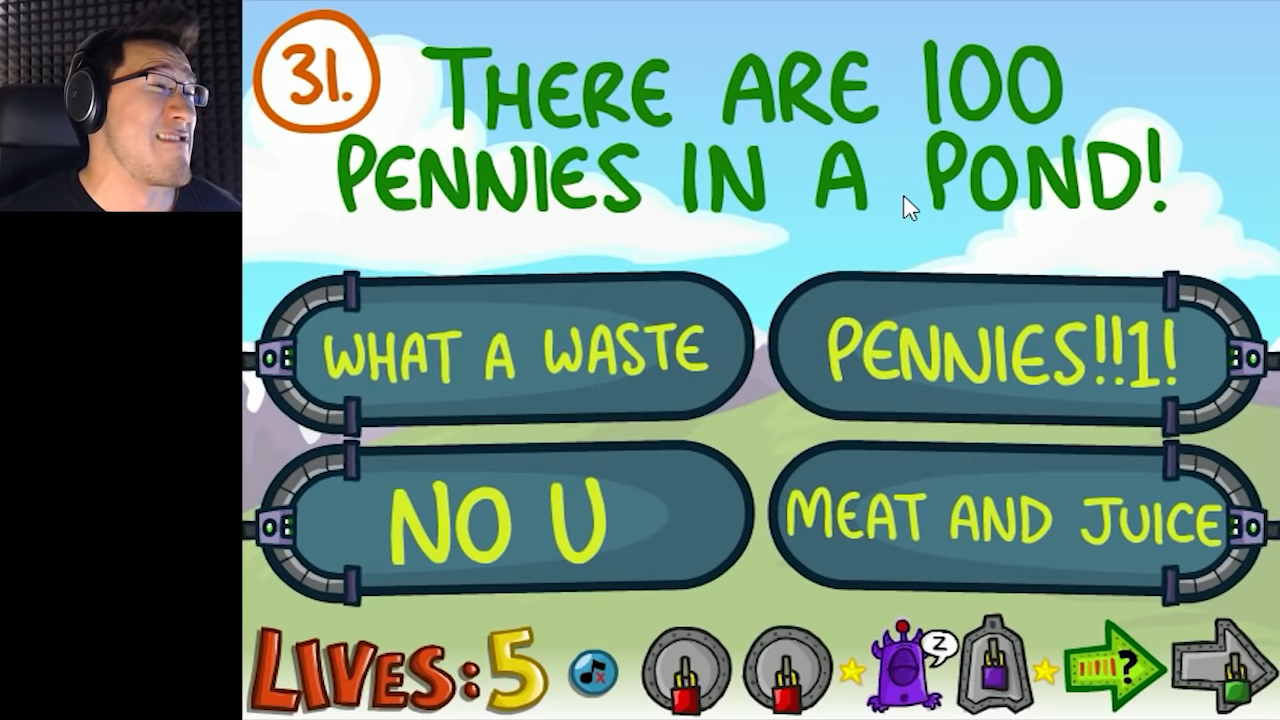 31.
THERE ARE 100
PENNIES IN A POND!
WHAT A WASTE
PENNIES!!1!
NO U
MEAT AND JUICE
LIVES: 5
Z
?